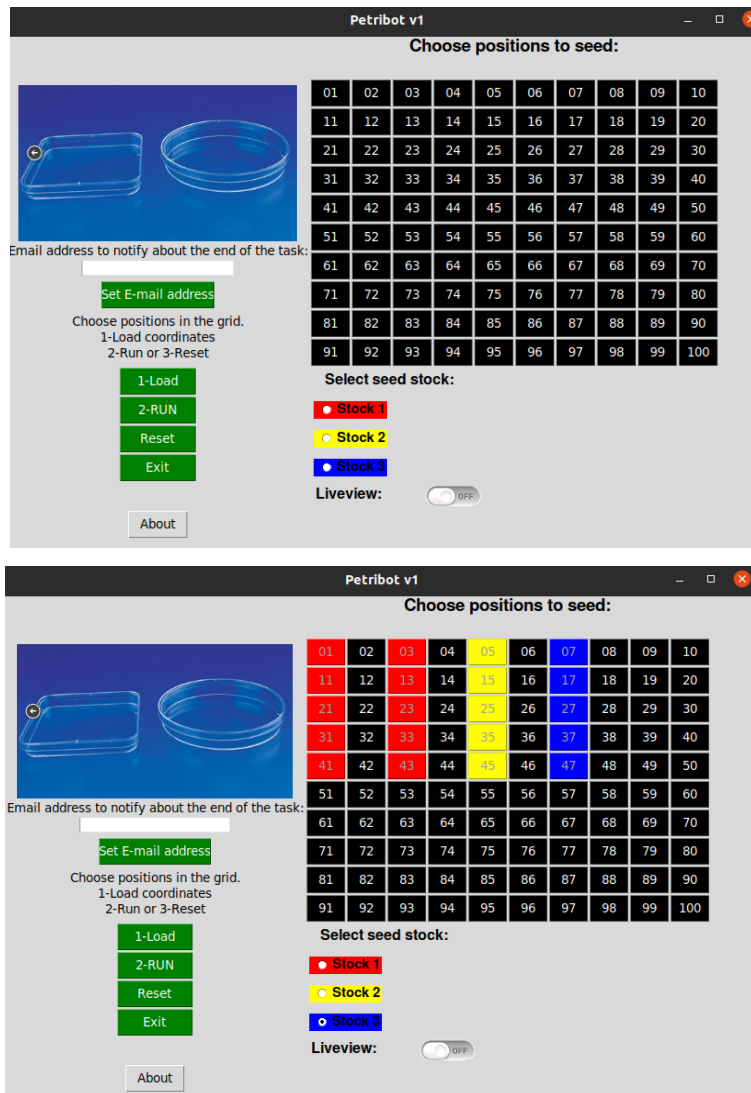 Petribot v1
Choose positions to seed:
01 02 03 04 05 06 07 08 09 10
11 12 13 14 15 16 17 18 19 20
21 22 23 24 25 26 27 28 29 30
31 32 33 34 35 36 37 38 39 40
41 42 43 44 45 46 47 48 49 50
51 52 53 54 55 56 57 58 59 60
61 62 63 64 65 66 67 68 69 70
71 72 73 74 75 76 77 78 79 80
81 82 83 84 85 86 87 88 89 90
91 92 93 94 95 96 97 98 99 100
Email address to notify about the end of the task:
Set E-mail address
Choose positions in the grid.
1-Load coordinates
2-Run or 3-Reset
1-Load
2-RUN
Reset
Exit
About
Select seed stock:
Stock 1
Stock 2
Stock 3
Liveview:
OFF
Petribot v1
Choose positions to seed:
01 02 03 04 05 06 07 08 09 10
11 12 13 14 15 16 17 18 19 20
21 22 23 24 25 26 27 28 29 30
31 32 33 34 35 36 37 38 39 40
41 42 43 44 45 46 47 48 49 50
51 52 53 54 55 56 57 58 59 60
61 62 63 64 65 66 67 68 69 70
71 72 73 74 75 76 77 78 79 80
81 82 83 84 85 86 87 88 89 90
91 92 93 94 95 96 97 98 99 100
Email address to notify about the end of the task:
Set E-mail address
Choose positions in the grid.
1-Load coordinates
2-Run or 3-Reset
1-Load
2-RUN
Reset
Exit
About
Select seed stock:
Stock 1
Stock 2
Stock 3
Liveview:
OFF